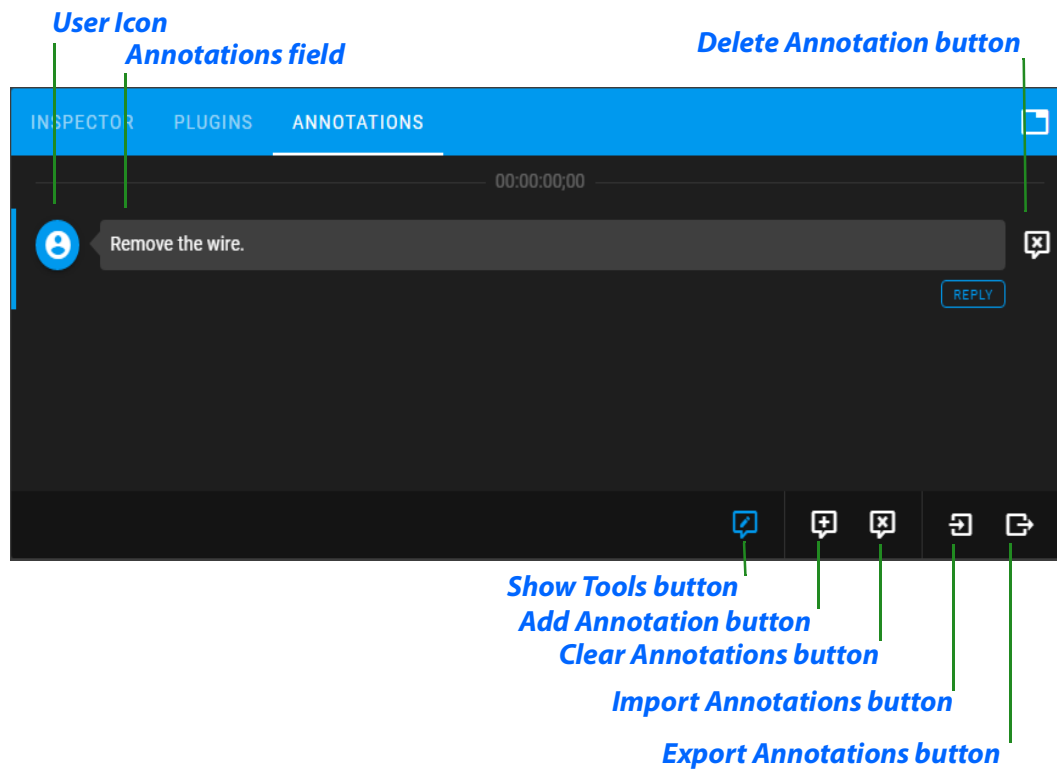 User Icon
Annotations field
Delete Annotation button
INSPECTOR PLUGINS ANNOTATIONS
00:00:00;00
Remove the wire.
REPLY
Show Tools button
Add Annotation button
Clear Annotations button
Import Annotations button
Export Annotations button